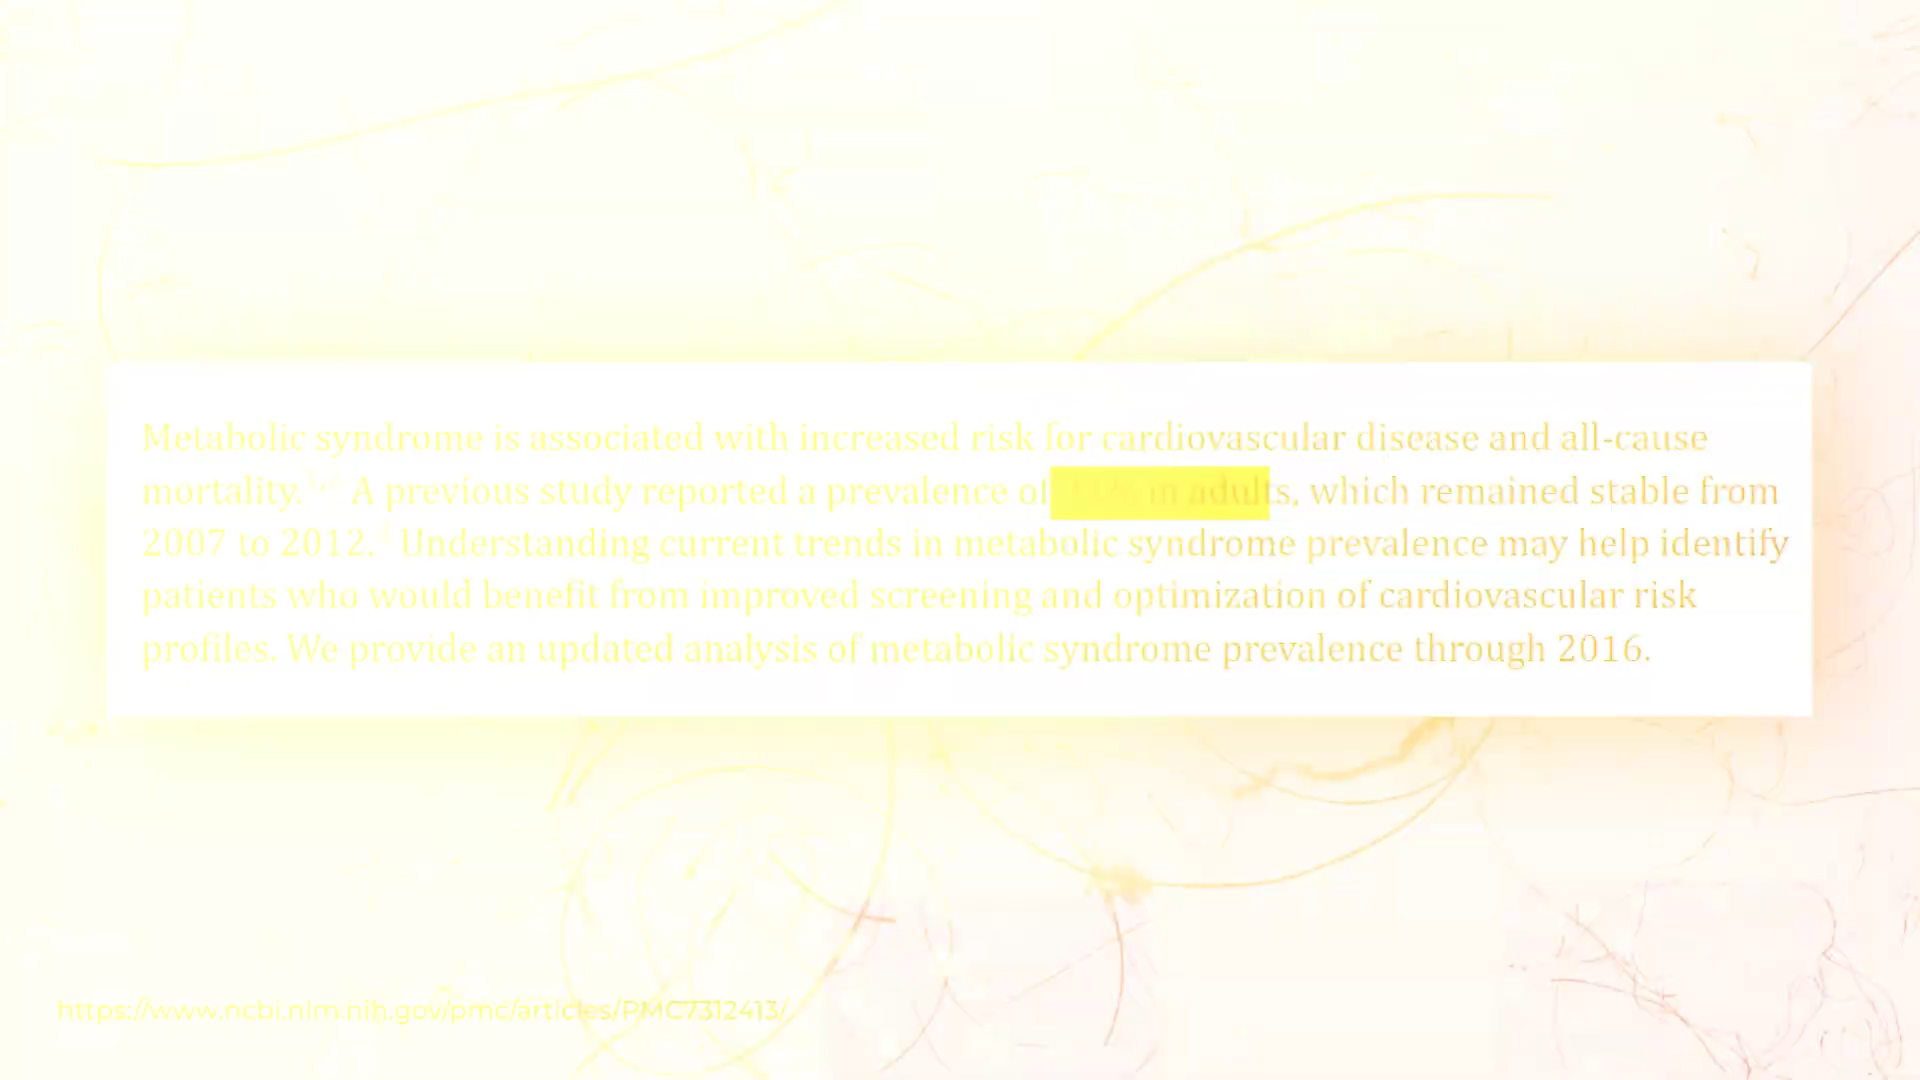 Metabolic syndrome is associated with increased risk for cardiovascular disease and all-cause
mortality. A previous study reported a prevalence of in adults, which remained stable from
2007 to 2012. Understanding current trends in metabolic syndrome prevalence may help identify
patients who would benefit from improved screening and optimization of cardiovascular risk
profiles. We provide an updated analysis of metabolic syndrome prevalence through 2016.
https://www.ncbi.nlm.nih.gov/pmc/articles/PMC7312413/